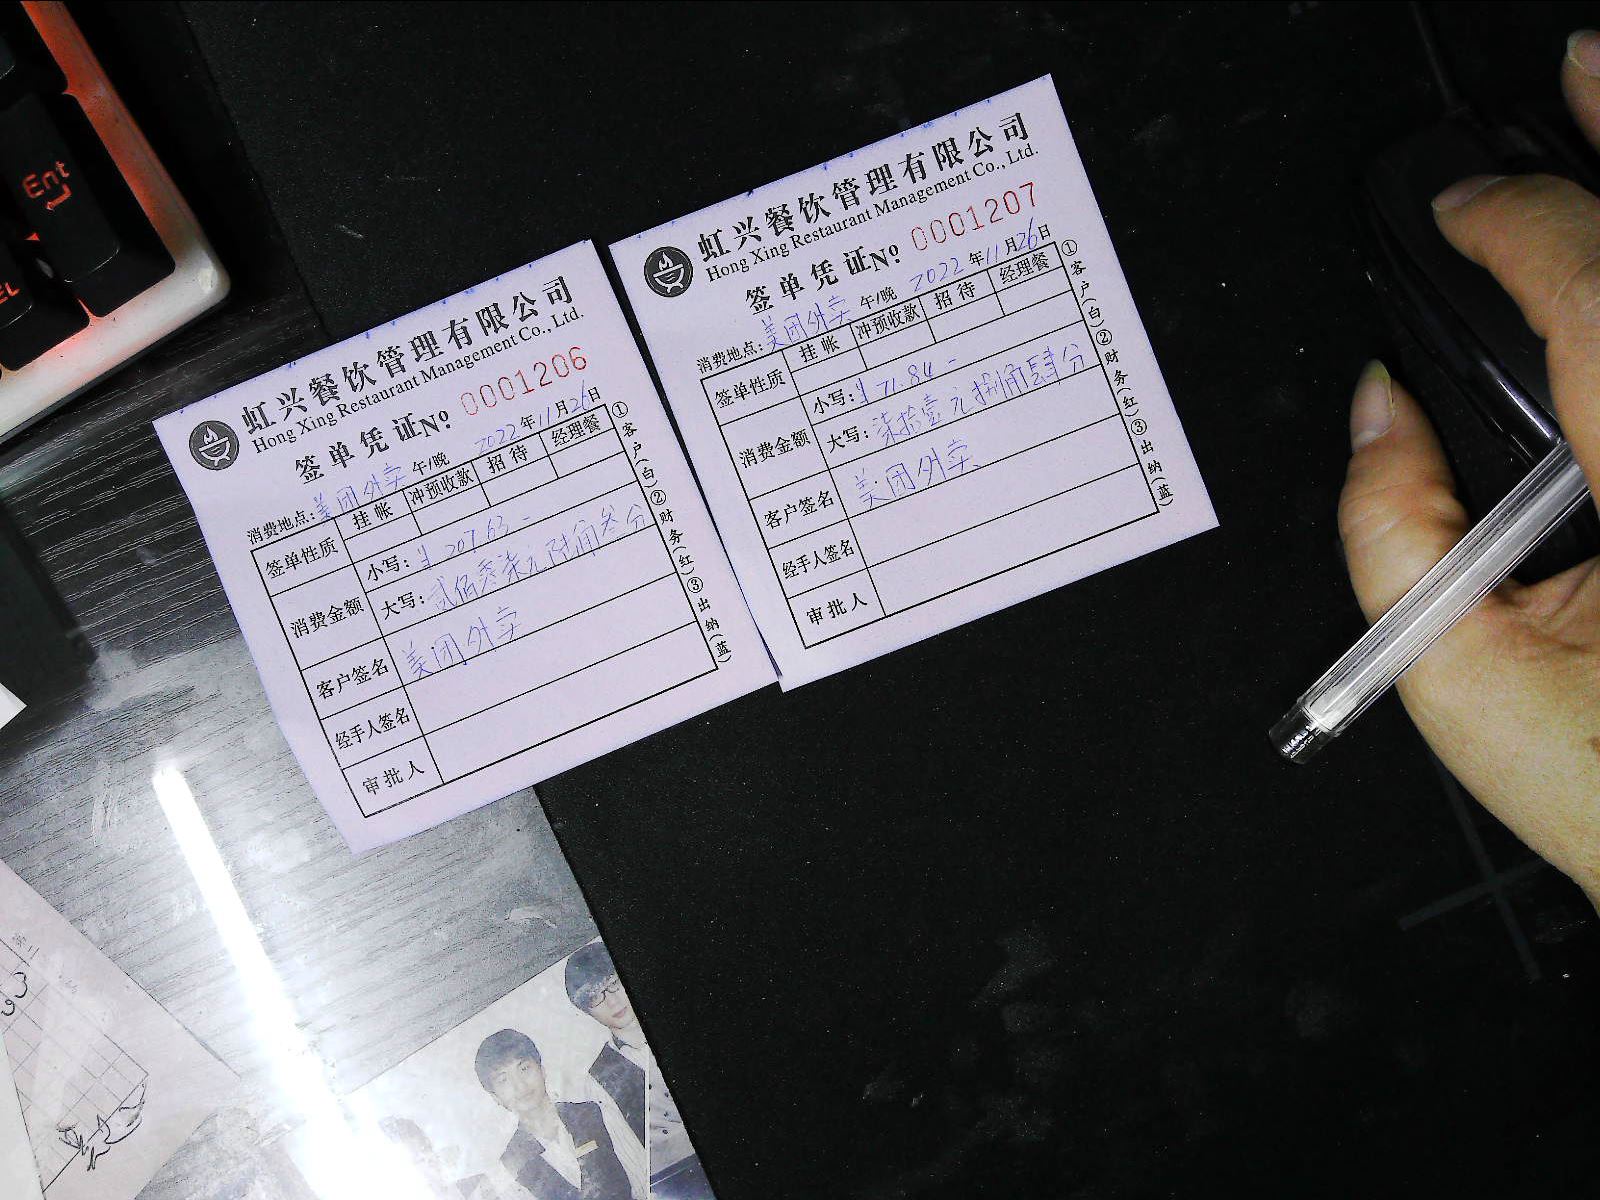 Ent
虹兴餐饮管理有限公司
Hong Xing Restaurant Management Co., Ltd.
签单凭证 Nº: 0001206
消费地点:美团外卖 午/晚 2022年11月26日
签单性质 挂帐 冲预收款 招待 经理餐
消费金额 小写:¥207.63-
大写:贰佰零柒元陆角叁分
客户签名 美团外卖
经手人签名
审批人
①客户(白)②财务(红)③出纳(蓝)
虹兴餐饮管理有限公司
Hong Xing Restaurant Management Co., Ltd.
签单凭证 Nº: 0001207
消费地点:美团外卖 午/晚 2022年11月26日
签单性质 挂帐 冲预收款 招待 经理餐
消费金额 小写:¥71.84-
大写:柒拾壹元捌角肆分
客户签名 美团外卖
经手人签名
审批人
①客户(白)②财务(红)③出纳(蓝)